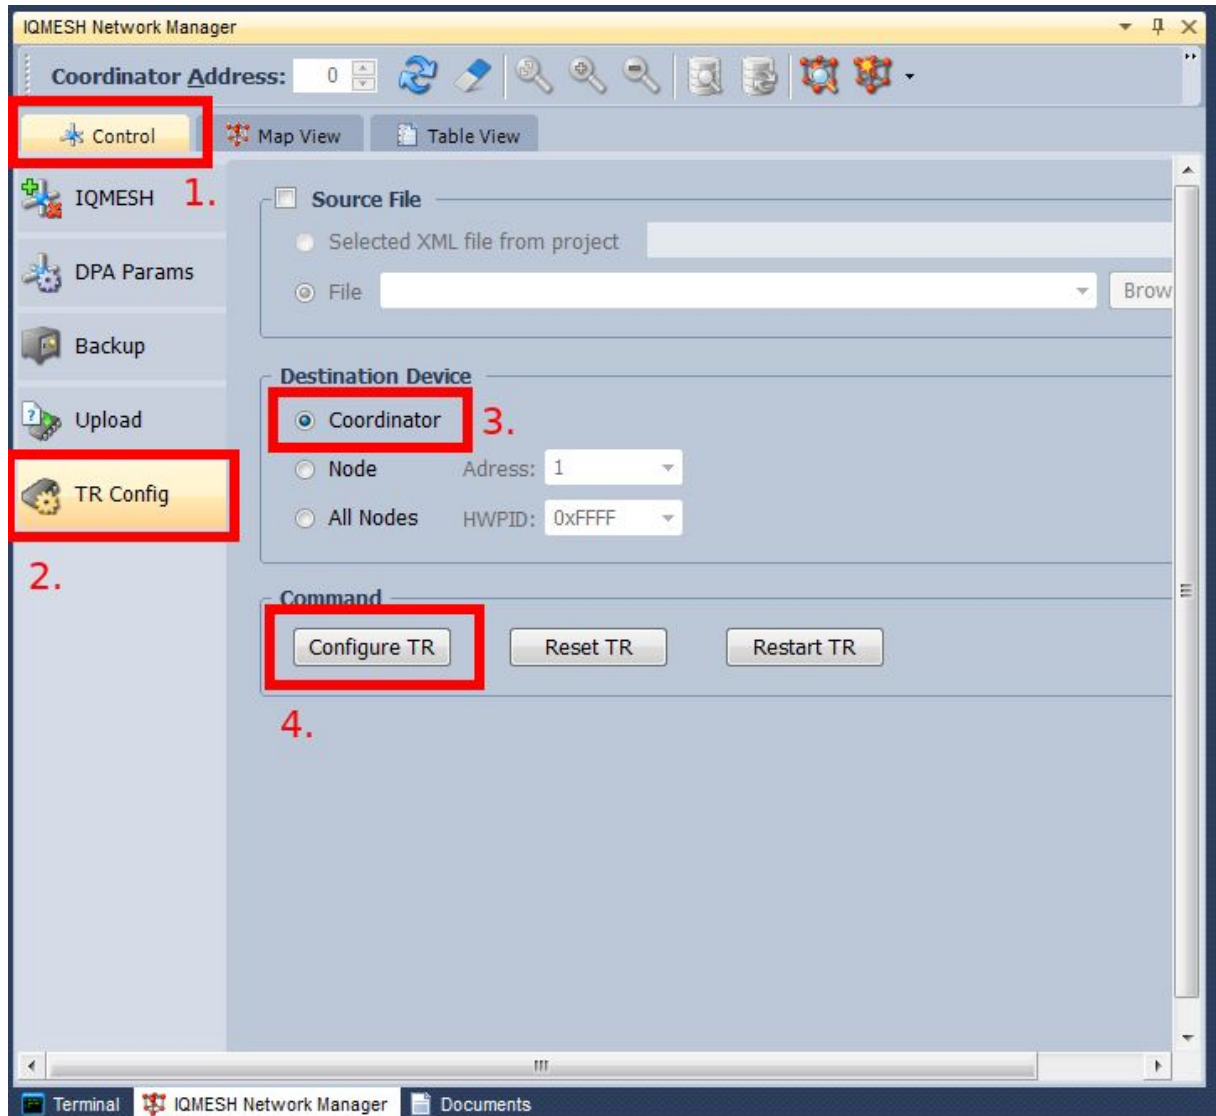 IQMESH Network Manager
Coordinator Address: 0
Control Map View Table View
1.
IQMESH
DPA Params
Backup
Upload
TR Config
2.
Source File
Selected XML file from project
File Brow
Destination Device
Coordinator 3.
Node Adress: 1
All Nodes HWPID: 0xFFFF
Command
Configure TR Reset TR Restart TR
4.
Terminal IQMESH Network Manager Documents